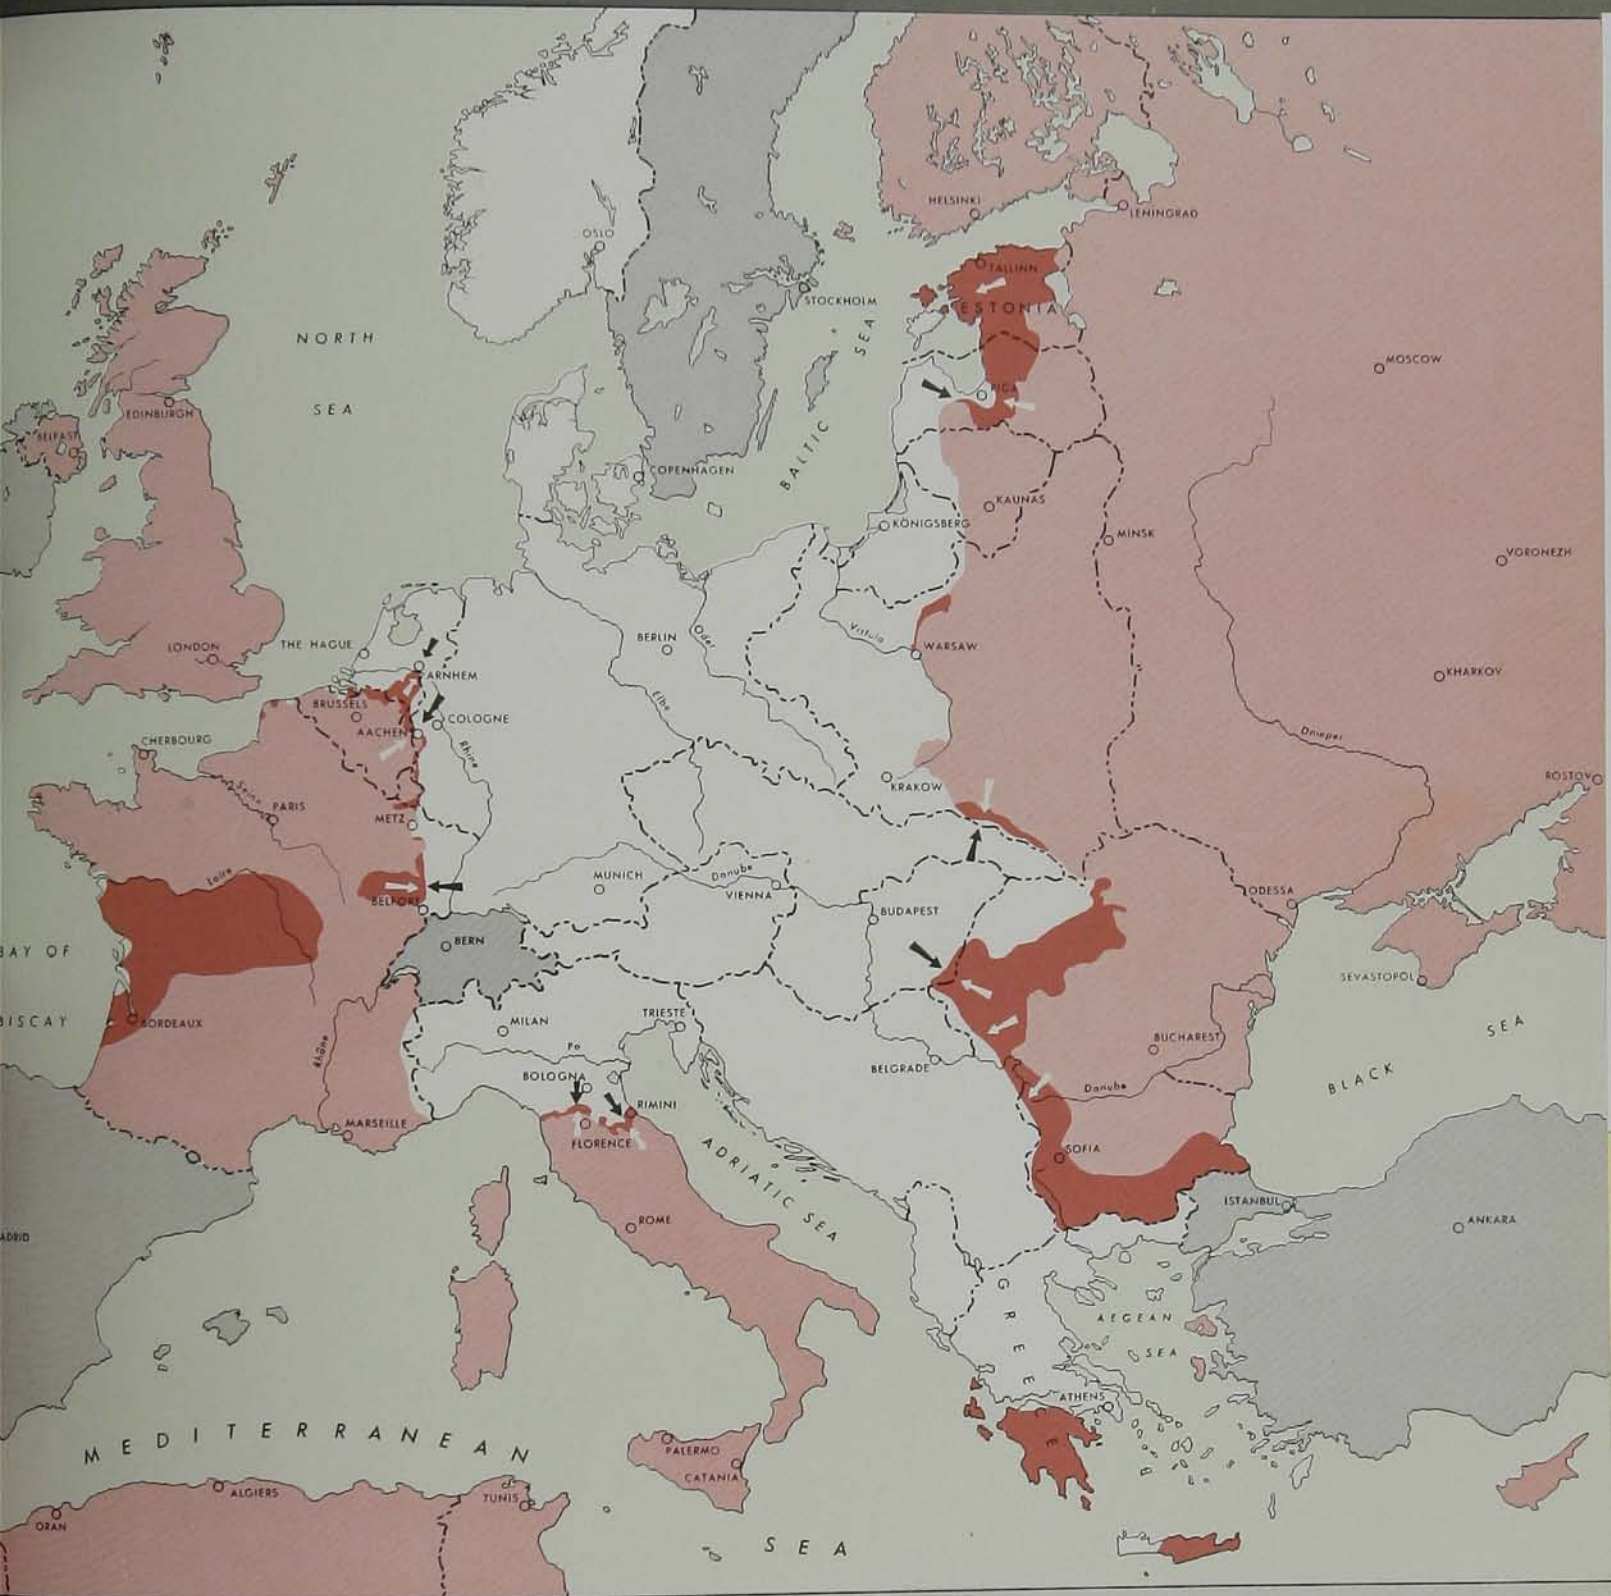 HELSINKI
LENINGRAD
OSLO
TALLINN
ESTONIA
STOCKHOLM
NORTH
SEA
BALTIC SEA
MOSCOW
RIGA
EDINBURGH
BELFAST
COPENHAGEN
KAUNAS
KÖNIGSBERG
MINSK
VORONEZH
LONDON
THE HAGUE
BERLIN
Oder
Vistula
WARSAW
ARNHEM
KHARKOV
BRUSSELS
COLOGNE
Elbe
AACHEN
CHERBOURG
Rhine
Dnieper
ROSTOV
KRAKOW
Seine
PARIS
METZ
Loire
MUNICH
Danube
VIENNA
ODESSA
BELFORT
BUDAPEST
BERN
BAY OF
BISCAY
SEVASTOPOL
BORDEAUX
MILAN
TRIESTE
BLACK SEA
Rhône
Po
BUCHAREST
BELGRADE
BOLOGNA
Danube
RIMINI
MARSEILLE
FLORENCE
SOFIA
ADRIATIC SEA
ISTANBUL
ROME
ANKARA
ADRID
GREECE
AEGEAN
SEA
ATHENS
MEDITERRANEAN
PALERMO
CATANIA
ALGIERS
TUNIS
ORAN
SEA